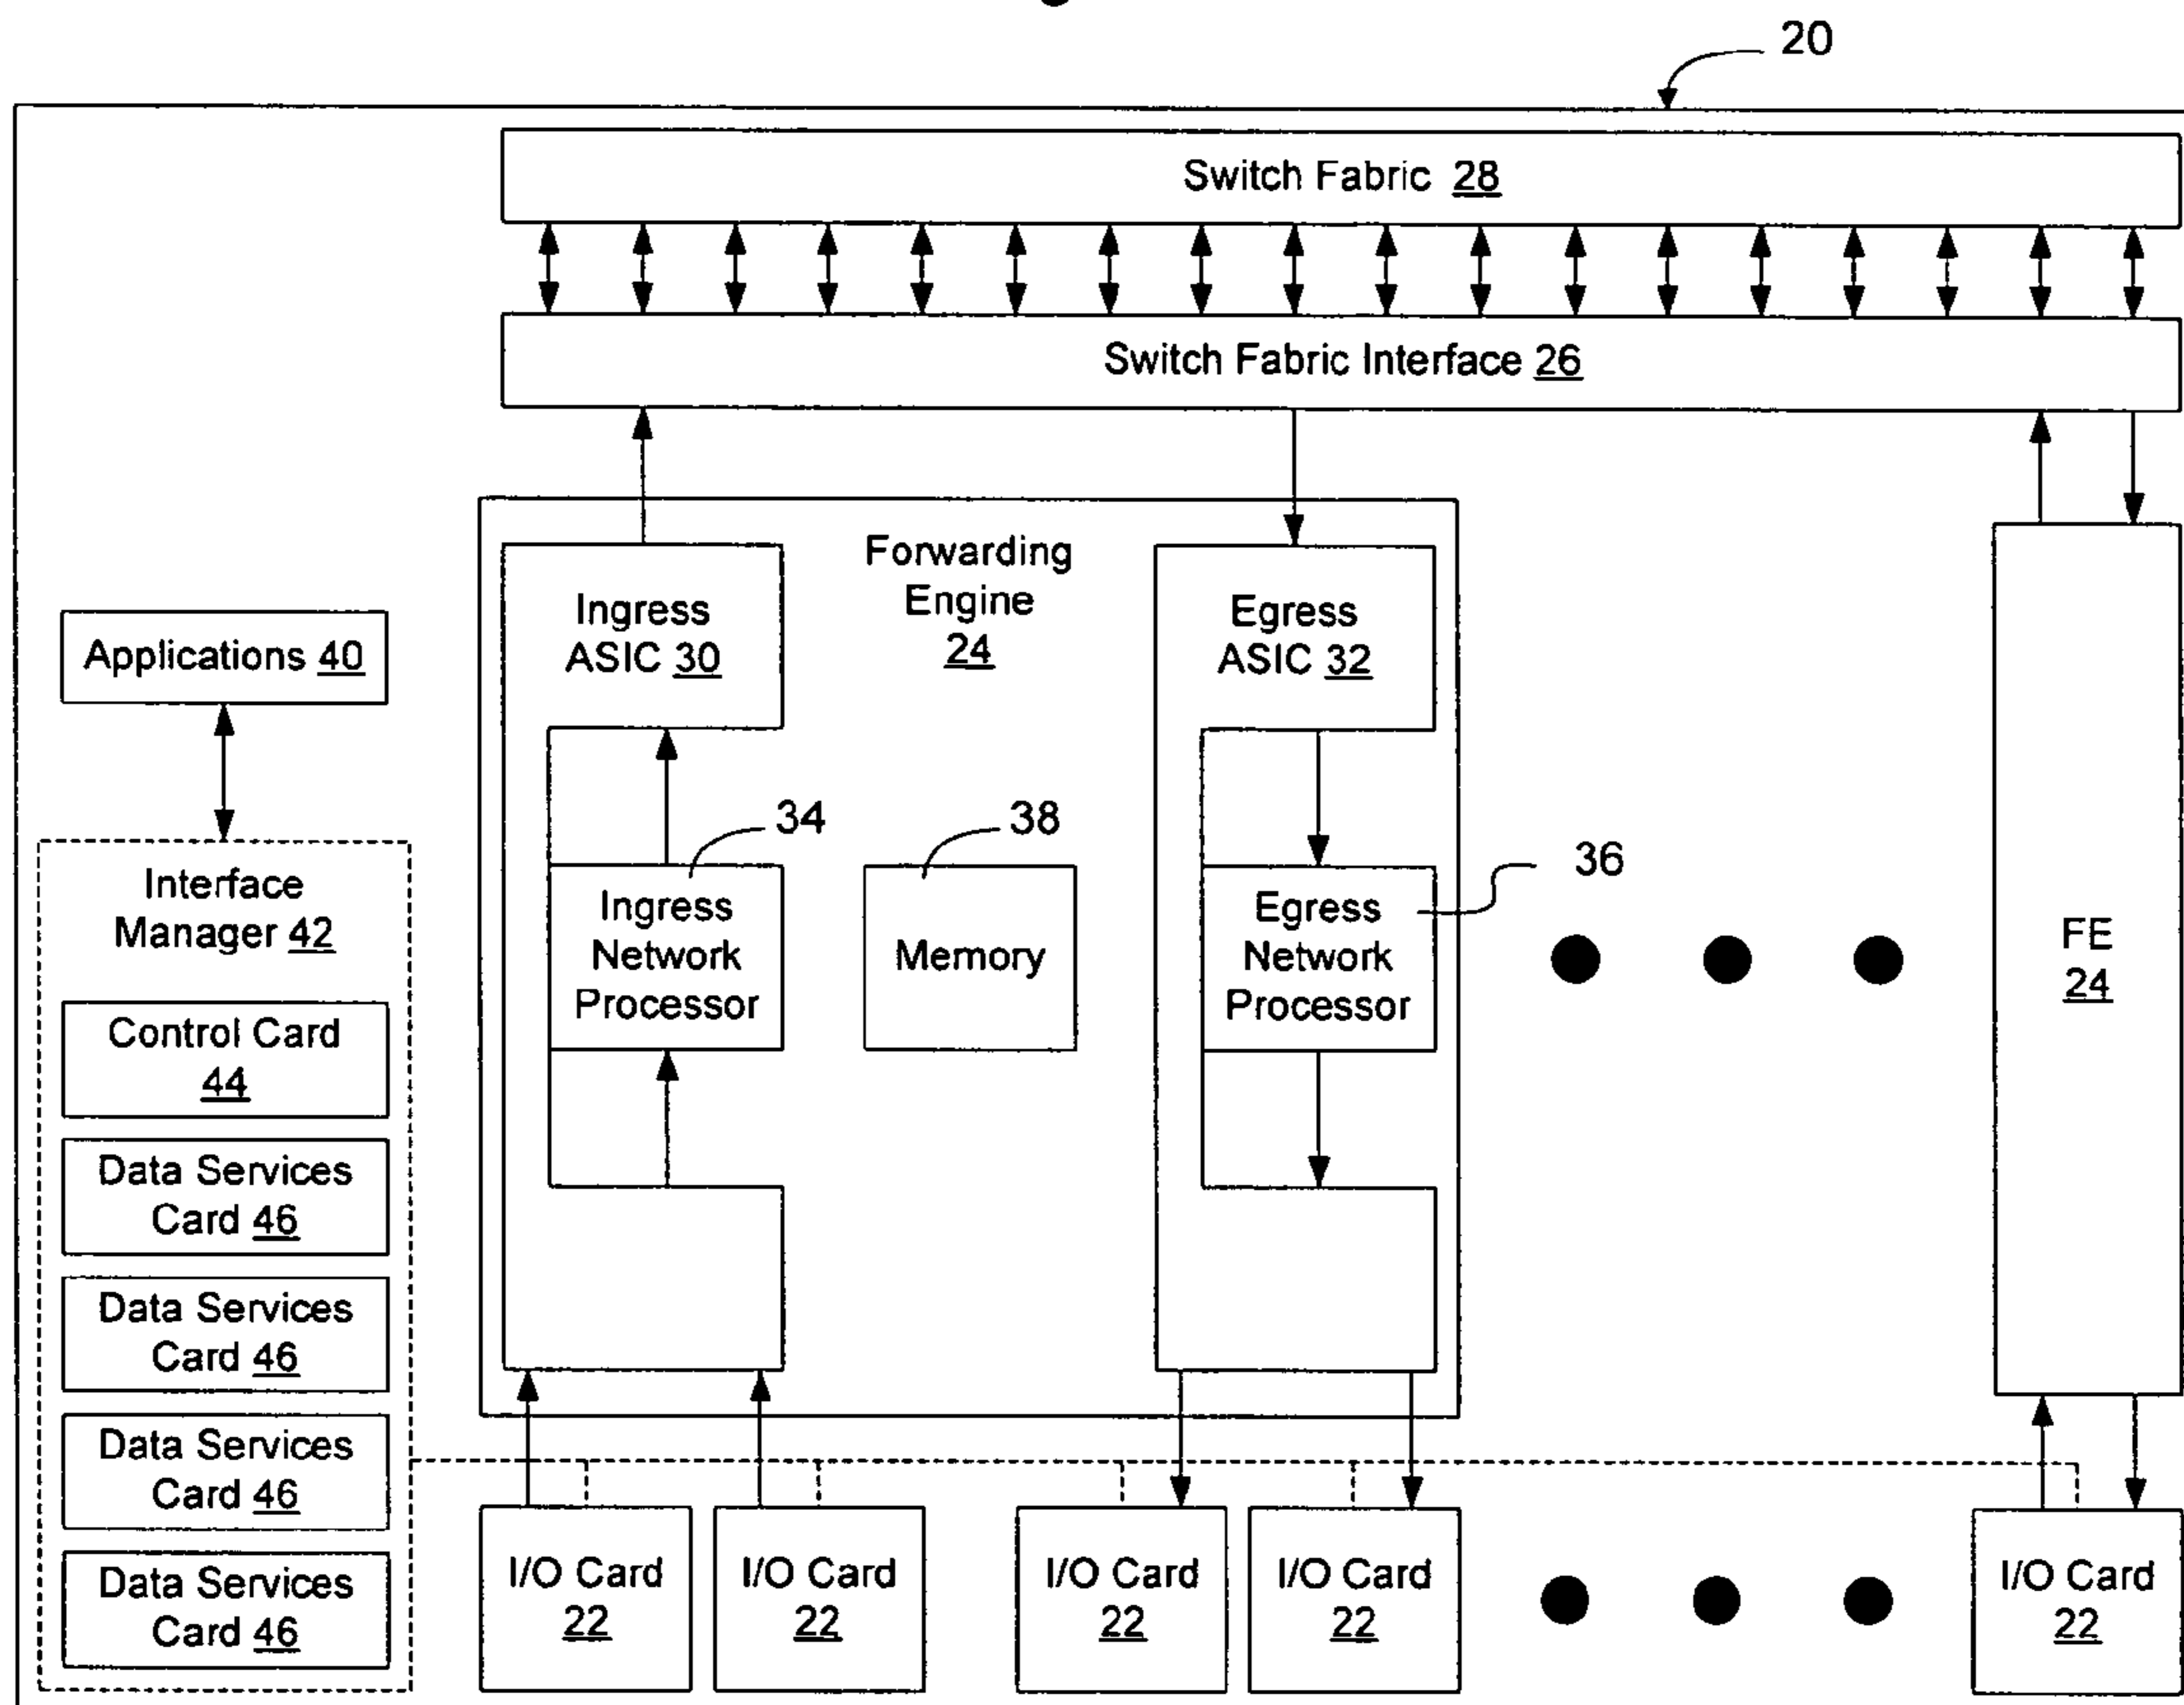 20
Switch Fabric 28
Switch Fabric Interface 26
Forwarding
Engine
24
Ingress
ASIC 30
Egress
ASIC 32
Applications 40
34
38
36
Interface
Manager 42
Ingress
Network
Processor
Memory
Egress
Network
Processor
FE
24
Control Card
44
Data Services
Card 46
Data Services
Card 46
Data Services
Card 46
Data Services
Card 46
I/O Card
22
I/O Card
22
I/O Card
22
I/O Card
22
I/O Card
22